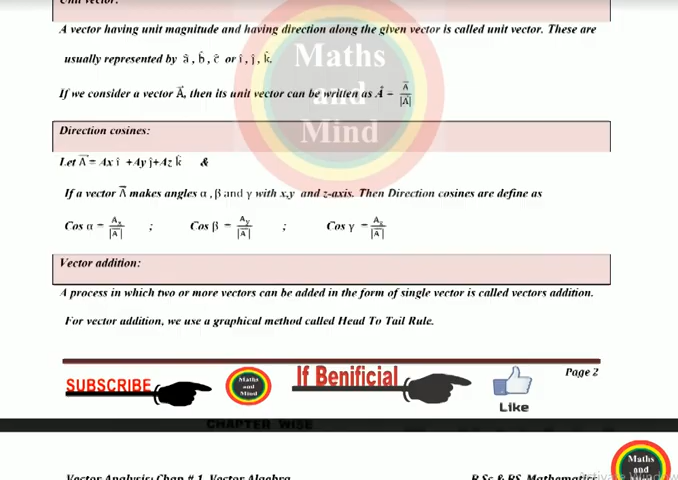 Unit vector:
A vector having unit magnitude and having direction along the given vector is called unit vector. These are
usually represented by â , b̂ , ĉ or î , ĵ , k̂.
Maths
and
Mind
If we consider a vector A⃗, then its unit vector can be written as Â = A⃗/|A⃗|
Direction cosines:
Let A⃗ = Ax î +Ay ĵ+Az k̂ &
If a vector A⃗ makes angles α , β and γ with x,y and z-axis. Then Direction cosines are define as
Cos α = Ax/|A| ; Cos β = Ay/|A| ; Cos γ = Az/|A|
Vector addition:
A process in which two or more vectors can be added in the form of single vector is called vectors addition.
For vector addition, we use a graphical method called Head To Tail Rule.
SUBSCRIBE
Maths
and
Mind
If Benificial
Like
Page 2
CHAPTER WISE
Vector Analysis: Chap # 1. Vector Algebra
B.Sc & BS. Mathematics
Maths
and